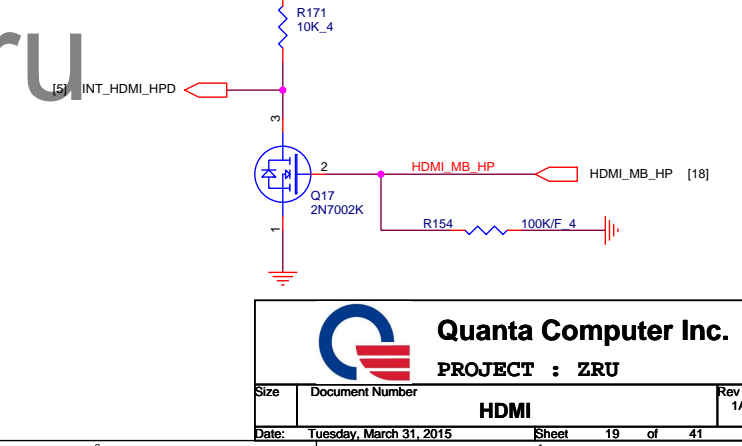 R171
10K_4
ru
[5] INT_HDMI_HPD
3
2
HDMI_MB_HP
HDMI_MB_HP [18]
Q17
2N7002K
R154
100K/F_4
1
Quanta Computer Inc.
PROJECT : ZRU
Size Document Number Rev
HDMI 1A
Date: Tuesday, March 31, 2015 Sheet 19 of 41